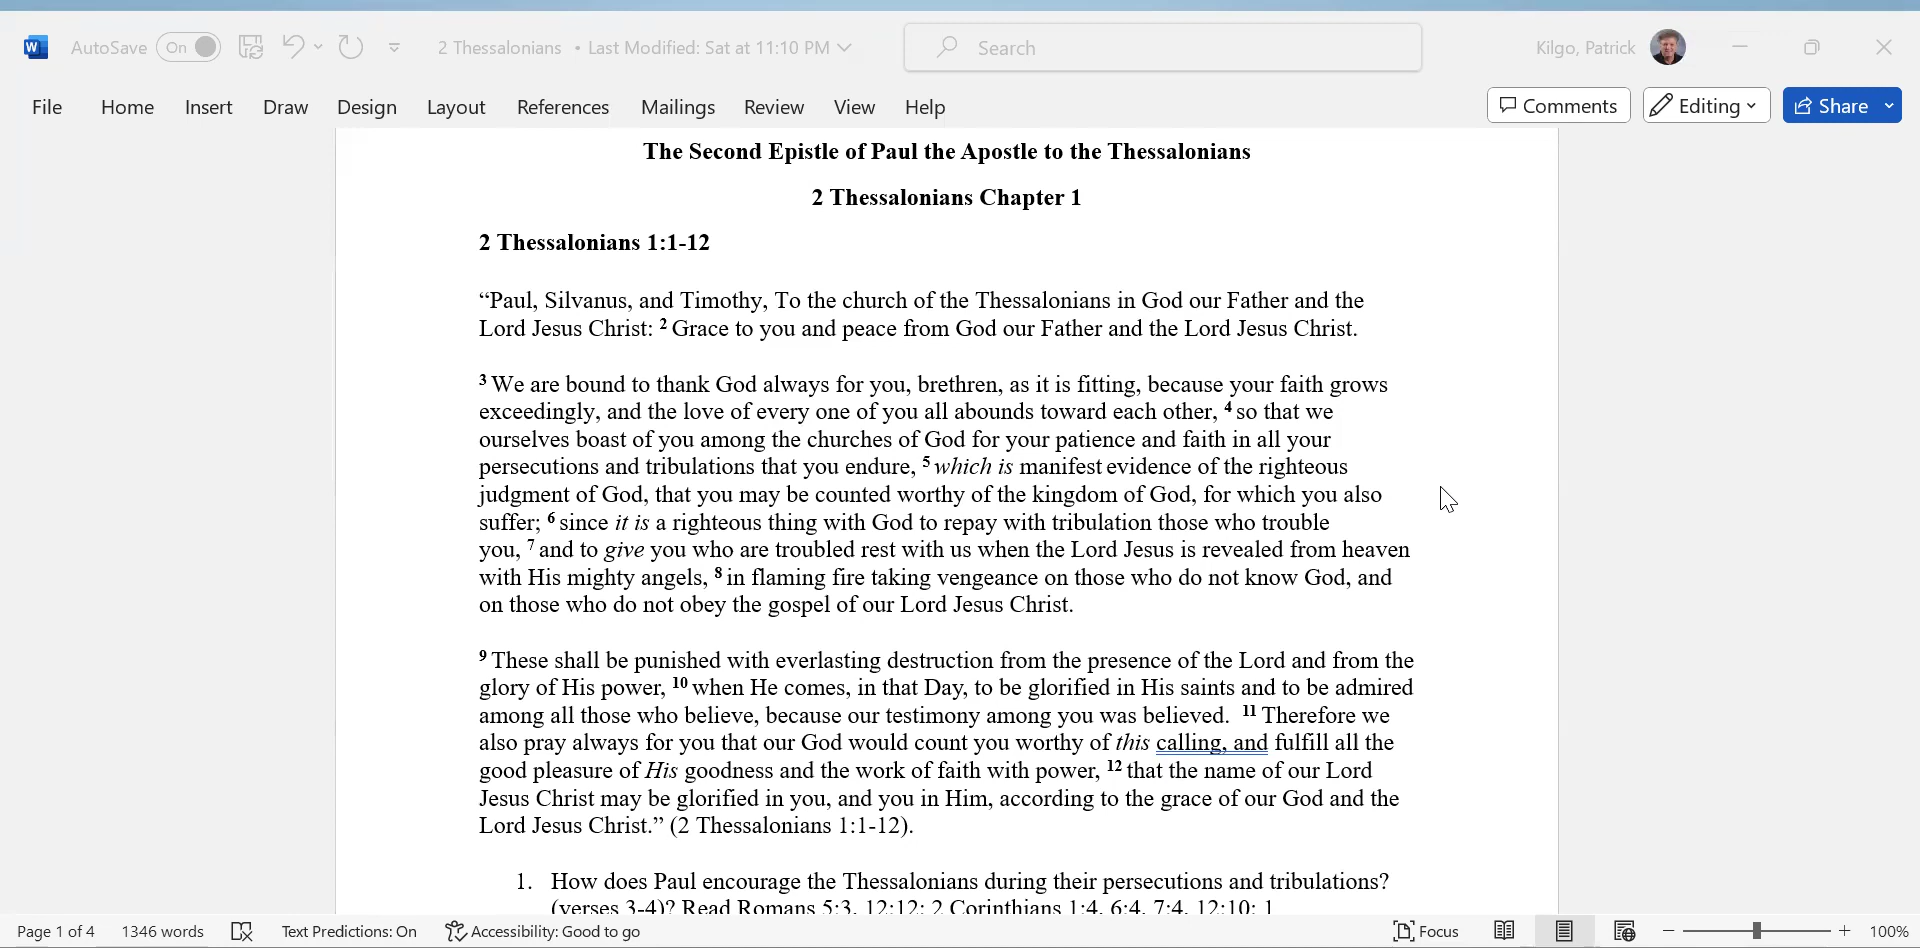 W AutoSave On 2 Thessalonians • Last Modified: Sat at 11:10 PM Search Kilgo, Patrick
File Home Insert Draw Design Layout References Mailings Review View Help Comments Editing Share
The Second Epistle of Paul the Apostle to the Thessalonians
2 Thessalonians Chapter 1
2 Thessalonians 1:1-12
“Paul, Silvanus, and Timothy, To the church of the Thessalonians in God our Father and the
Lord Jesus Christ: 2 Grace to you and peace from God our Father and the Lord Jesus Christ.
3 We are bound to thank God always for you, brethren, as it is fitting, because your faith grows
exceedingly, and the love of every one of you all abounds toward each other, 4 so that we
ourselves boast of you among the churches of God for your patience and faith in all your
persecutions and tribulations that you endure, 5 which is manifest evidence of the righteous
judgment of God, that you may be counted worthy of the kingdom of God, for which you also
suffer; 6 since it is a righteous thing with God to repay with tribulation those who trouble
you, 7 and to give you who are troubled rest with us when the Lord Jesus is revealed from heaven
with His mighty angels, 8 in flaming fire taking vengeance on those who do not know God, and
on those who do not obey the gospel of our Lord Jesus Christ.
9 These shall be punished with everlasting destruction from the presence of the Lord and from the
glory of His power, 10 when He comes, in that Day, to be glorified in His saints and to be admired
among all those who believe, because our testimony among you was believed. 11 Therefore we
also pray always for you that our God would count you worthy of this calling, and fulfill all the
good pleasure of His goodness and the work of faith with power, 12 that the name of our Lord
Jesus Christ may be glorified in you, and you in Him, according to the grace of our God and the
Lord Jesus Christ.” (2 Thessalonians 1:1-12).
1. How does Paul encourage the Thessalonians during their persecutions and tribulations?
(verses 3-4)? Read Romans 5:3, 12:12; 2 Corinthians 1:4, 6:4, 7:4, 12:10; 1
Page 1 of 4 1346 words Text Predictions: On Accessibility: Good to go Focus 100%